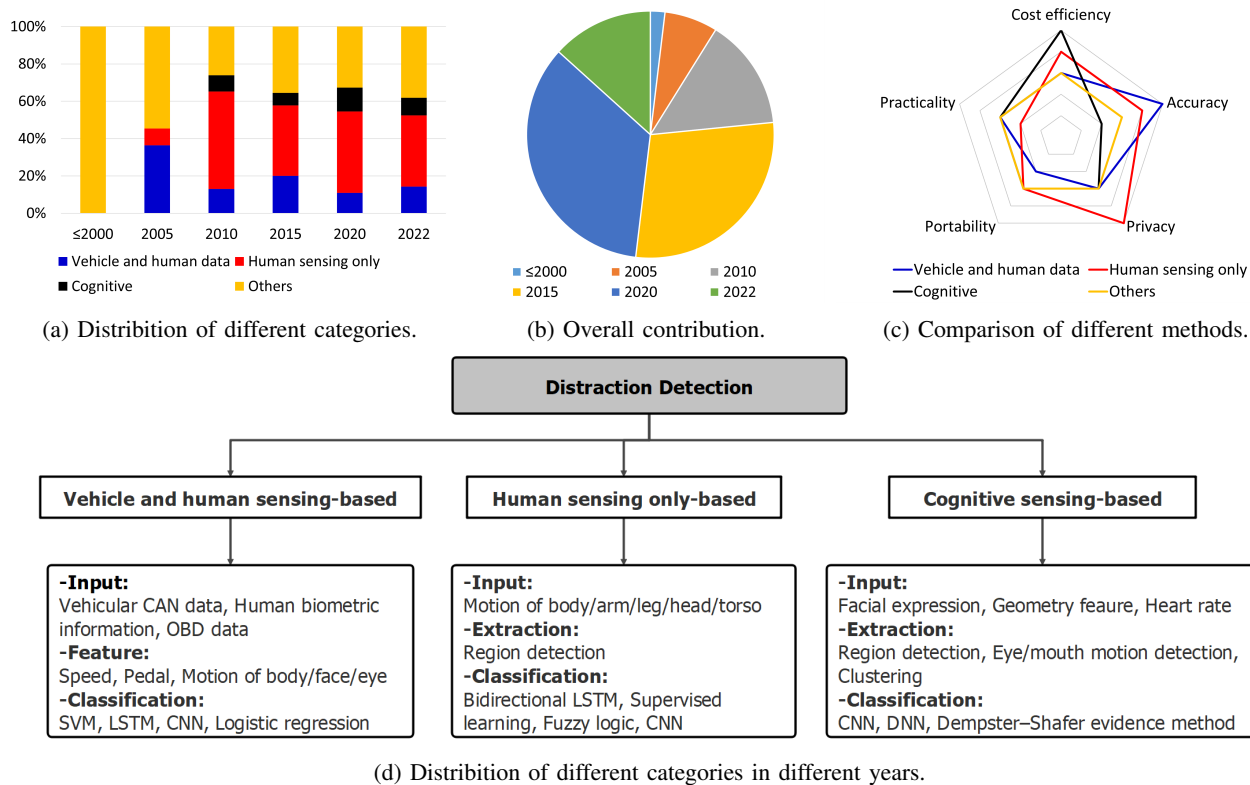 100%
80%
60%
40%
20%
0%
≤2000 2005 2010 2015 2020 2022
Vehicle and human data Human sensing only
Cognitive Others
(a) Distribition of different categories.
≤2000 2005 2010
2015 2020 2022
(b) Overall contribution.
Cost efficiency
Practicality Accuracy
Portability Privacy
Vehicle and human data Human sensing only
Cognitive Others
(c) Comparison of different methods.
Distraction Detection
Vehicle and human sensing-based
Human sensing only-based
Cognitive sensing-based
-Input:
Vehicular CAN data, Human biometric
information, OBD data
-Feature:
Speed, Pedal, Motion of body/face/eye
-Classification:
SVM, LSTM, CNN, Logistic regression
-Input:
Motion of body/arm/leg/head/torso
-Extraction:
Region detection
-Classification:
Bidirectional LSTM, Supervised
learning, Fuzzy logic, CNN
-Input:
Facial expression, Geometry feaure, Heart rate
-Extraction:
Region detection, Eye/mouth motion detection,
Clustering
-Classification:
CNN, DNN, Dempster–Shafer evidence method
(d) Distribition of different categories in different years.